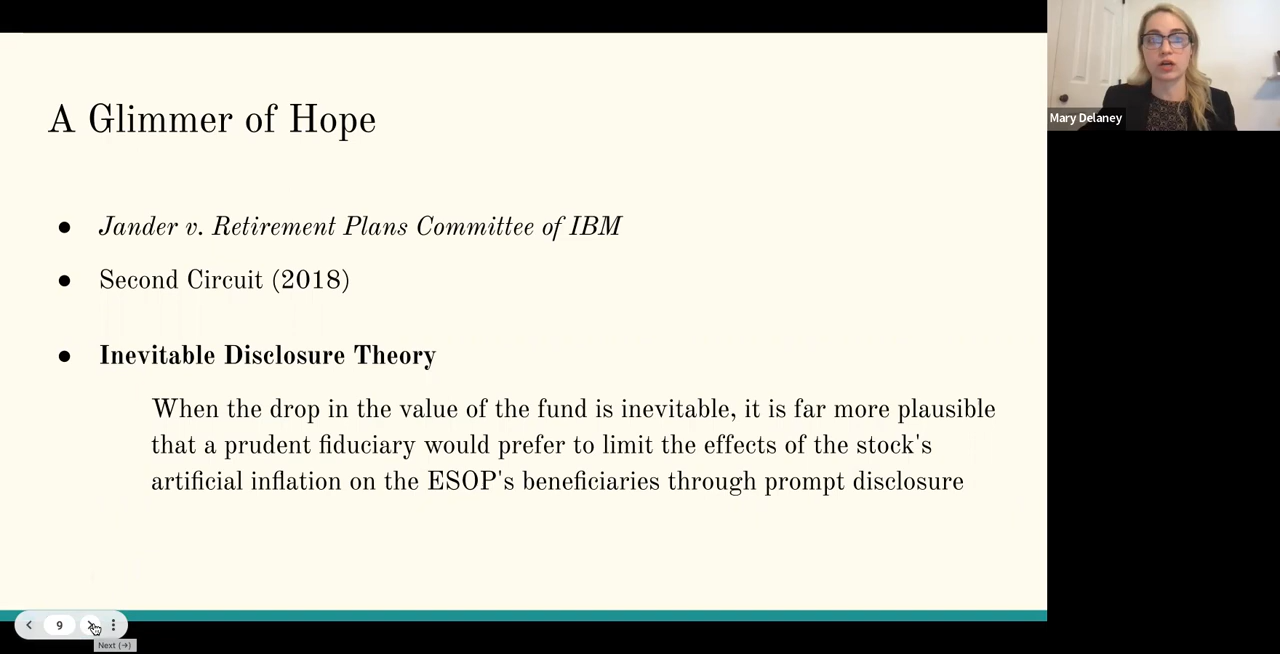 A Glimmer of Hope
Mary Delaney
● Jander v. Retirement Plans Committee of IBM
● Second Circuit (2018)
● Inevitable Disclosure Theory
When the drop in the value of the fund is inevitable, it is far more plausible
that a prudent fiduciary would prefer to limit the effects of the stock's
artificial inflation on the ESOP's beneficiaries through prompt disclosure
9
Next (→)